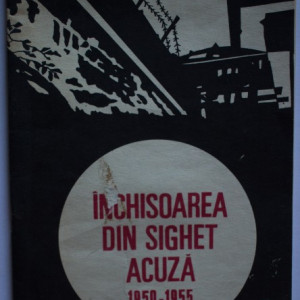 ÎNCHISOAREA
DIN SIGHET
ACUZĂ
1950-1955